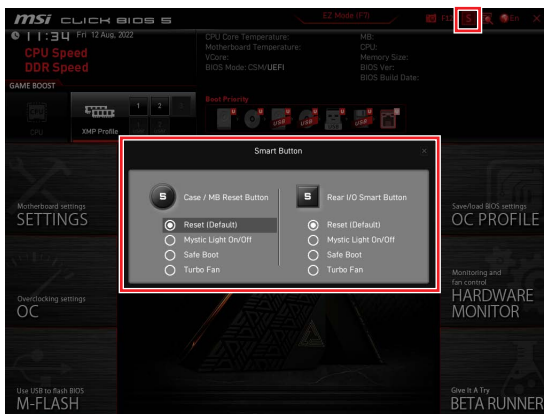 msi CLICK BIOS 5
EZ Mode (F7)
F12
S
En
X
11:34 Fri 12 Aug, 2022
CPU Speed
DDR Speed
CPU Core Temperature:
Motherboard Temperature:
VCore:
BIOS Mode: CSM/UEFI
MB:
CPU:
Memory Size:
BIOS Ver:
BIOS Build Date:
GAME BOOST
CPU
XMP Profile
1
2
Boot Priority
U
USB U
USB U
U
USB U
U
Smart Button
×
S
Case / MB Reset Button
Reset (Default)
Mystic Light On/Off
Safe Boot
Turbo Fan
S
Rear I/O Smart Button
Reset (Default)
Mystic Light On/Off
Safe Boot
Turbo Fan
Motherboard settings
SETTINGS
Overclocking settings
OC
Use USB to flash BIOS
M-FLASH
Save/load BIOS settings
OC PROFILE
Monitoring and
fan control
HARDWARE
MONITOR
Give It A Try
BETA RUNNER